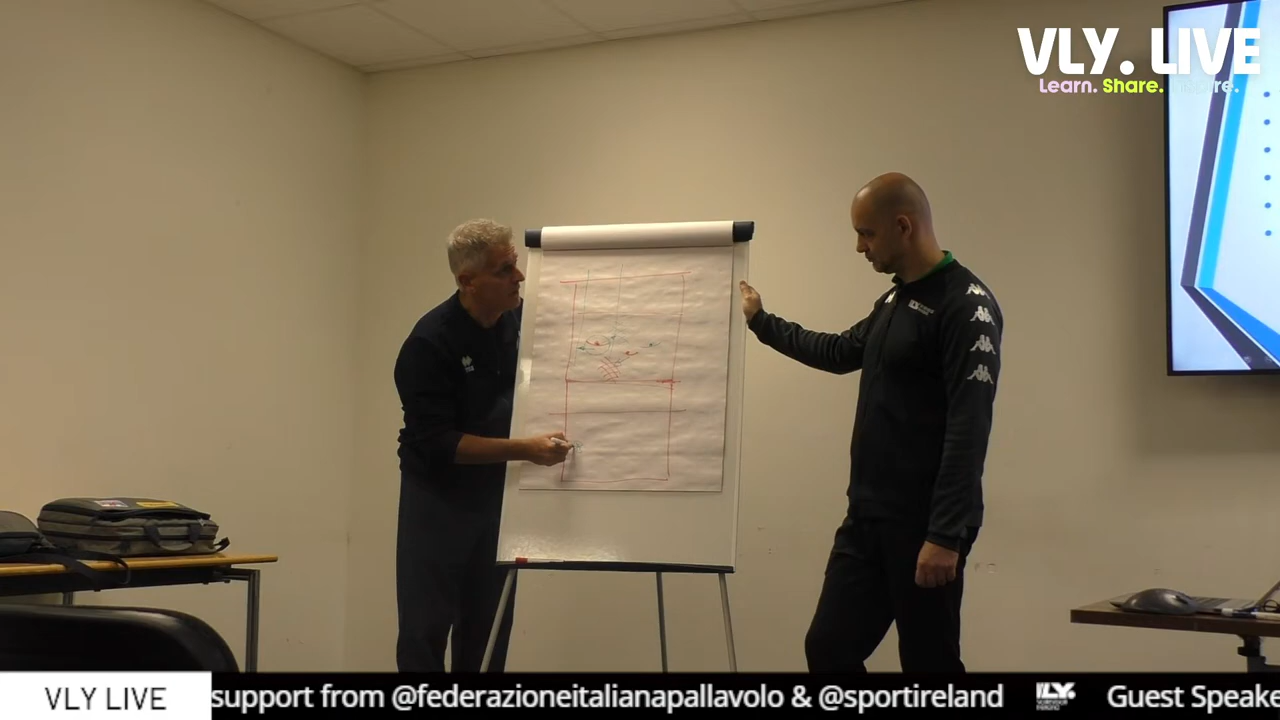 VLY. LIVE
Learn. Share.
VLY LIVE
support from @federazioneitalianapallavolo & @sportireland
Guest Speake